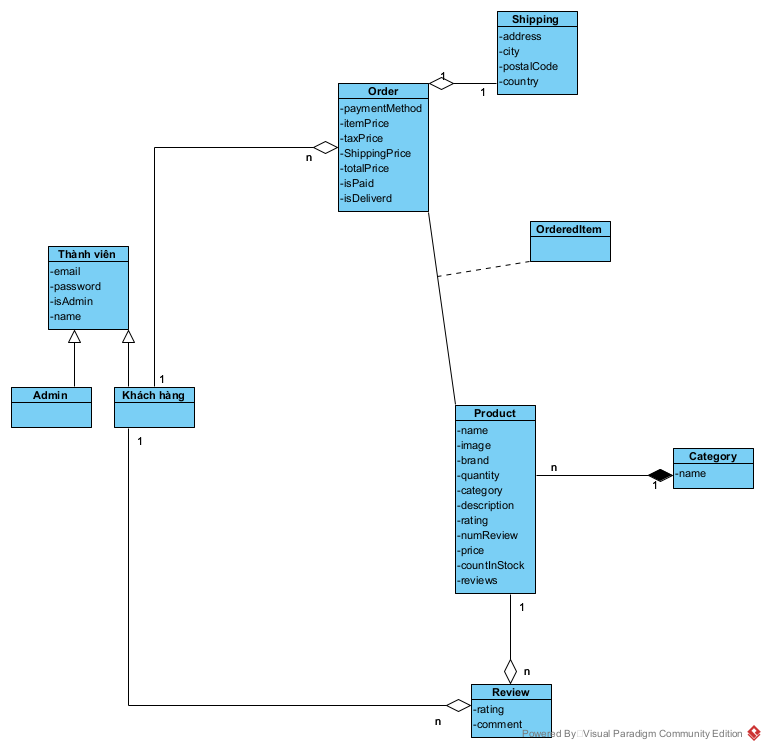 Shipping
-address
-city
-postalCode
-country
1
1
Order
-paymentMethod
-itemPrice
-taxPrice
-ShippingPrice
-totalPrice
-isPaid
-isDeliverd
n
OrderedItem
Thành viên
-email
-password
-isAdmin
-name
1
Admin
Khách hàng
1
Product
-name
-image
-brand
-quantity
-category
-description
-rating
-numReview
-price
-countInStock
-reviews
n
1
Category
-name
1
n
Review
-rating
-comment
n
Powered By Visual Paradigm Community Edition